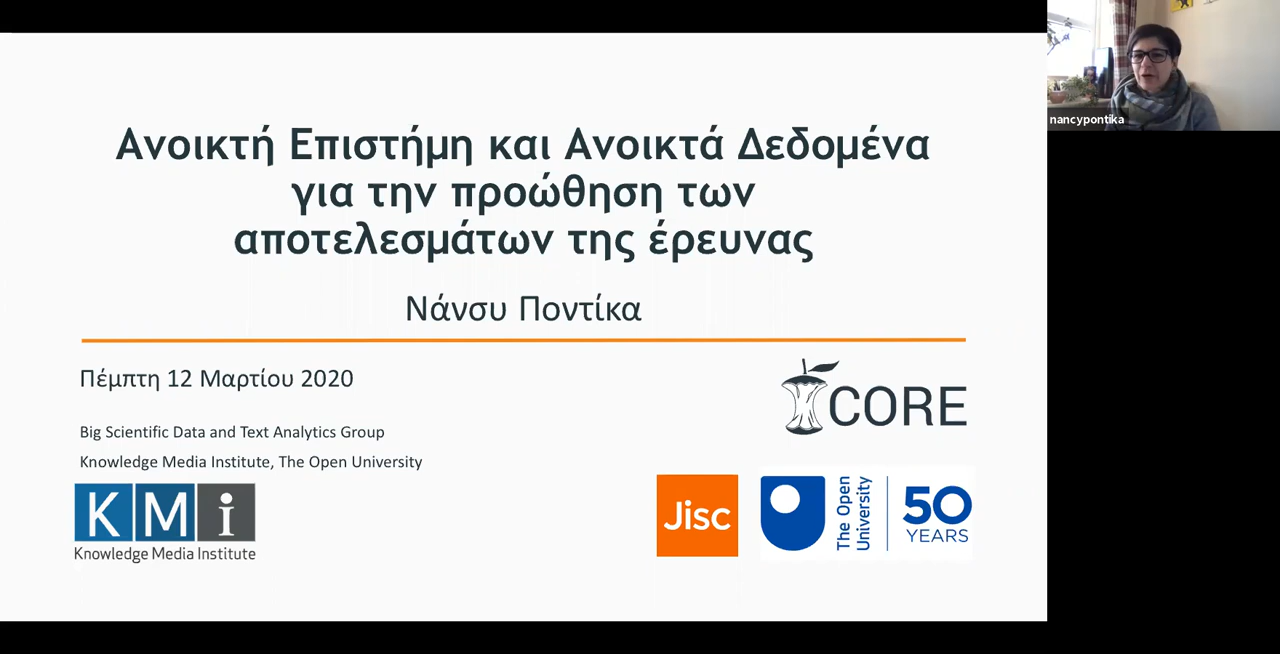 Ανοικτή Επιστήμη και Ανοικτά Δεδομένα
για την προώθηση των
αποτελεσμάτων της έρευνας
Νάνσυ Ποντίκα
Πέμπτη 12 Μαρτίου 2020
Big Scientific Data and Text Analytics Group
Knowledge Media Institute, The Open University
KMi
Knowledge Media Institute
CORE
Jisc
The Open
University
50
YEARS
nancypontika